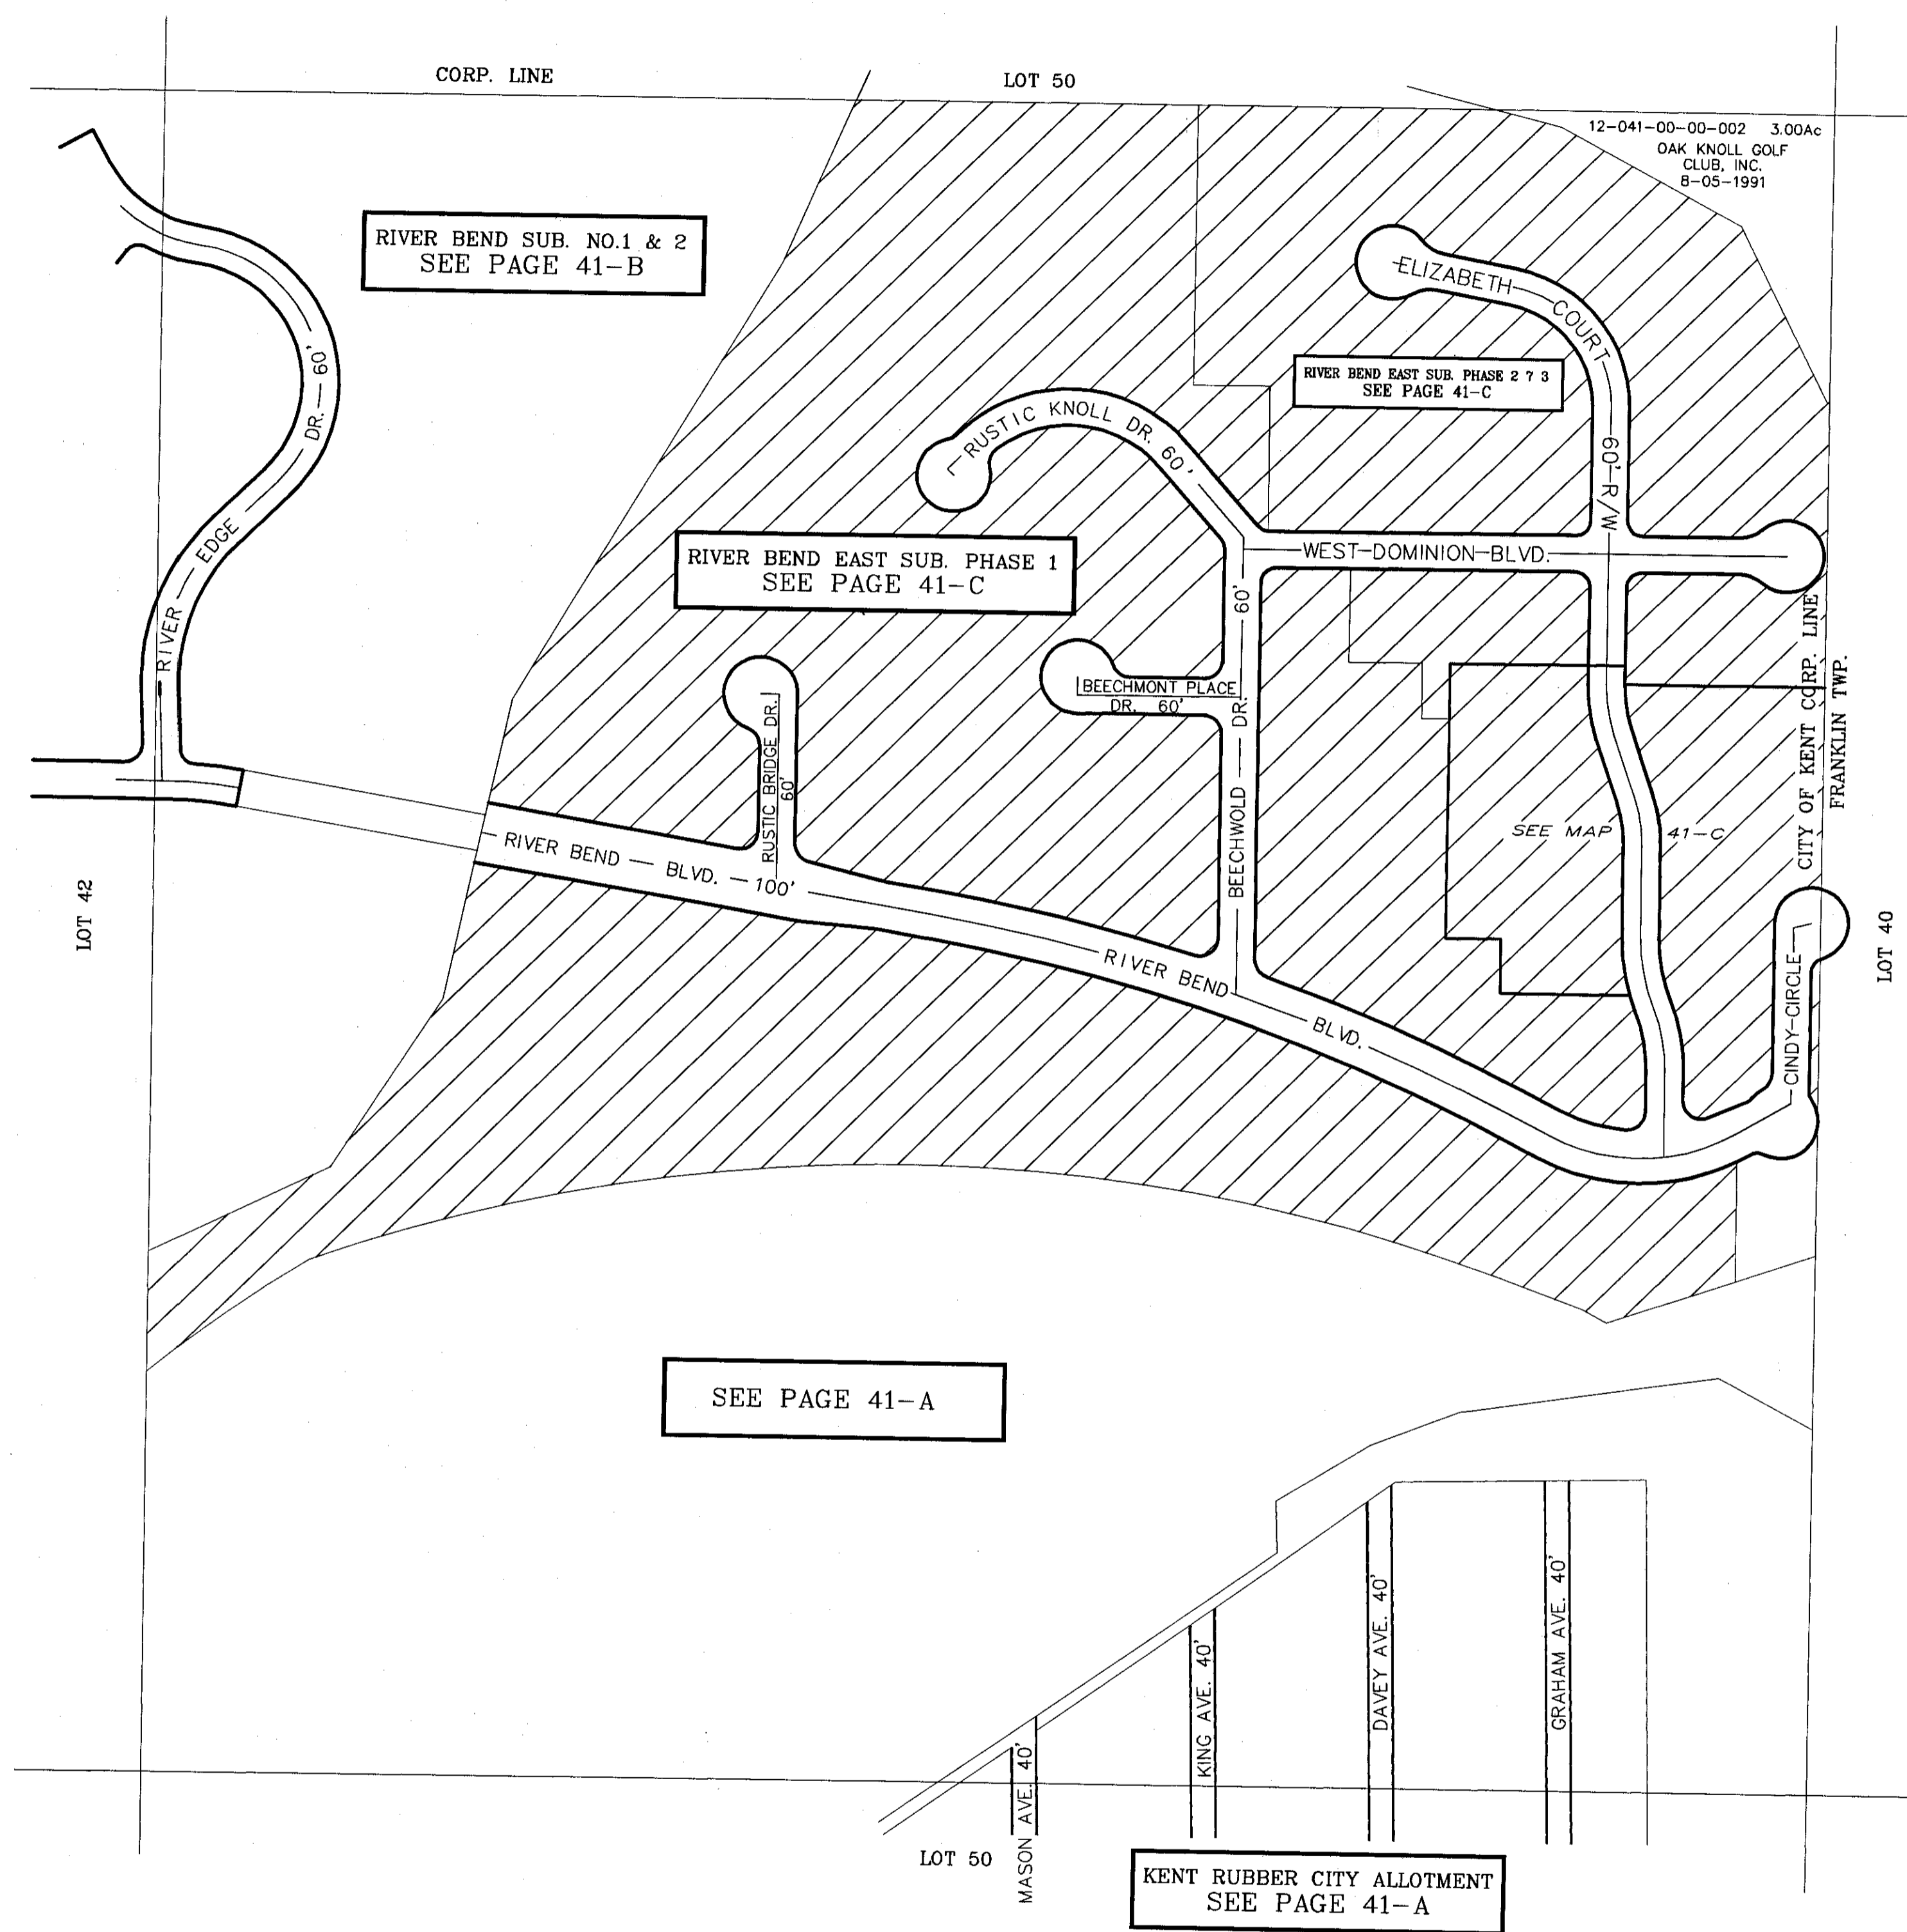 CORP. LINE
LOT 50
12-041-00-00-002 3.00Ac
OAK KNOLL GOLF
CLUB, INC.
8-05-1991
RIVER BEND SUB. NO.1 & 2
SEE PAGE 41-B
RIVER EDGE DR. 60'
ELIZABETH COURT 60' R/W
RIVER BEND EAST SUB. PHASE 2 7 3
SEE PAGE 41-C
RUSTIC KNOLL DR. 60'
RIVER BEND EAST SUB. PHASE 1
SEE PAGE 41-C
WEST DOMINION BLVD.
BEECHMONT PLACE
DR. 60'
BEECHWOLD DR. 60'
RUSTIC BRIDGE DR.
60'
CITY OF KENT CORP. LINE
FRANKLIN TWP.
SEE MAP 41-C
RIVER BEND BLVD. 100'
RIVER BEND BLVD.
LOT 42
LOT 40
CINDY CIRCLE
SEE PAGE 41-A
MASON AVE. 40'
KING AVE. 40'
DAVEY AVE. 40'
GRAHAM AVE. 40'
LOT 50
KENT RUBBER CITY ALLOTMENT
SEE PAGE 41-A